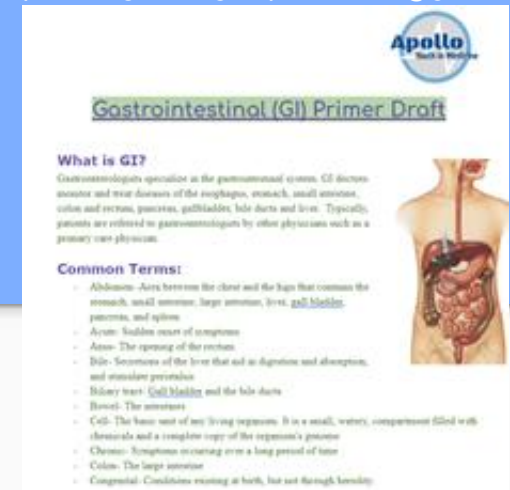 Apollo
Youth in Medicine
Gastrointestinal (GI) Primer Draft
What is GI?
Gastroenterologists specialize in the gastrointestinal system. GI doctors
monitor and treat diseases of the esophagus, stomach, small intestine,
colon and rectum, pancreas, gallbladder, bile ducts and liver. Typically,
patients are referred to gastroenterologists by other physicians such as a
primary care physician.
Common Terms:
- Abdomen- Area between the chest and the hips that contains the
stomach, small intestine, large intestine, liver, gall bladder,
pancreas, and spleen
- Acute- Sudden onset of symptoms
- Anus- The opening of the rectum
- Bile- Secretions of the liver that aid in digestion and absorption,
and stimulate peristalsis
- Biliary tract- Gall bladder and the bile ducts
- Bowel- The intestines
- Cell- The basic unit of any living organism. It is a small, watery, compartment filled with
chemicals and a complete copy of the organism's genome
- Chronic- Symptoms occurring over a long period of time
- Colon- The large intestine
- Congenital- Conditions existing at birth, but not through heredity